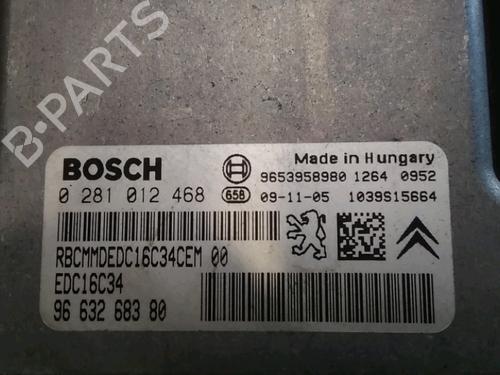 B-PARTS
BOSCH
Made in Hungary
9653958980 1264 0952
0 281 012 468
658
09-11-05
1039S15664
RBCMMDEDC16C34CEM 00
EDC16C34
96 632 683 80